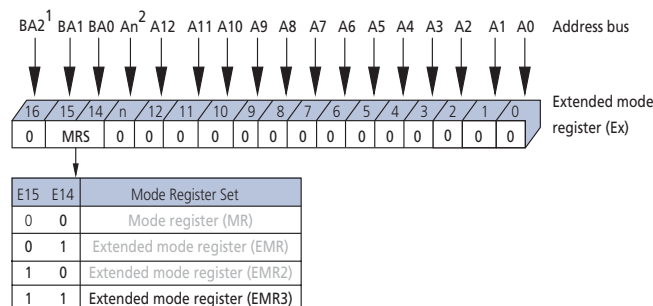 BA2¹ BA1 BA0 An² A12 A11 A10 A9 A8 A7 A6 A5 A4 A3 A2 A1 A0 Address bus
16 15 14 n 12 11 10 9 8 7 6 5 4 3 2 1 0 Extended mode
register (Ex)
0 MRS 0 0 0 0 0 0 0 0 0 0 0 0 0 0
E15 E14 Mode Register Set
0 0 Mode register (MR)
0 1 Extended mode register (EMR)
1 0 Extended mode register (EMR2)
1 1 Extended mode register (EMR3)